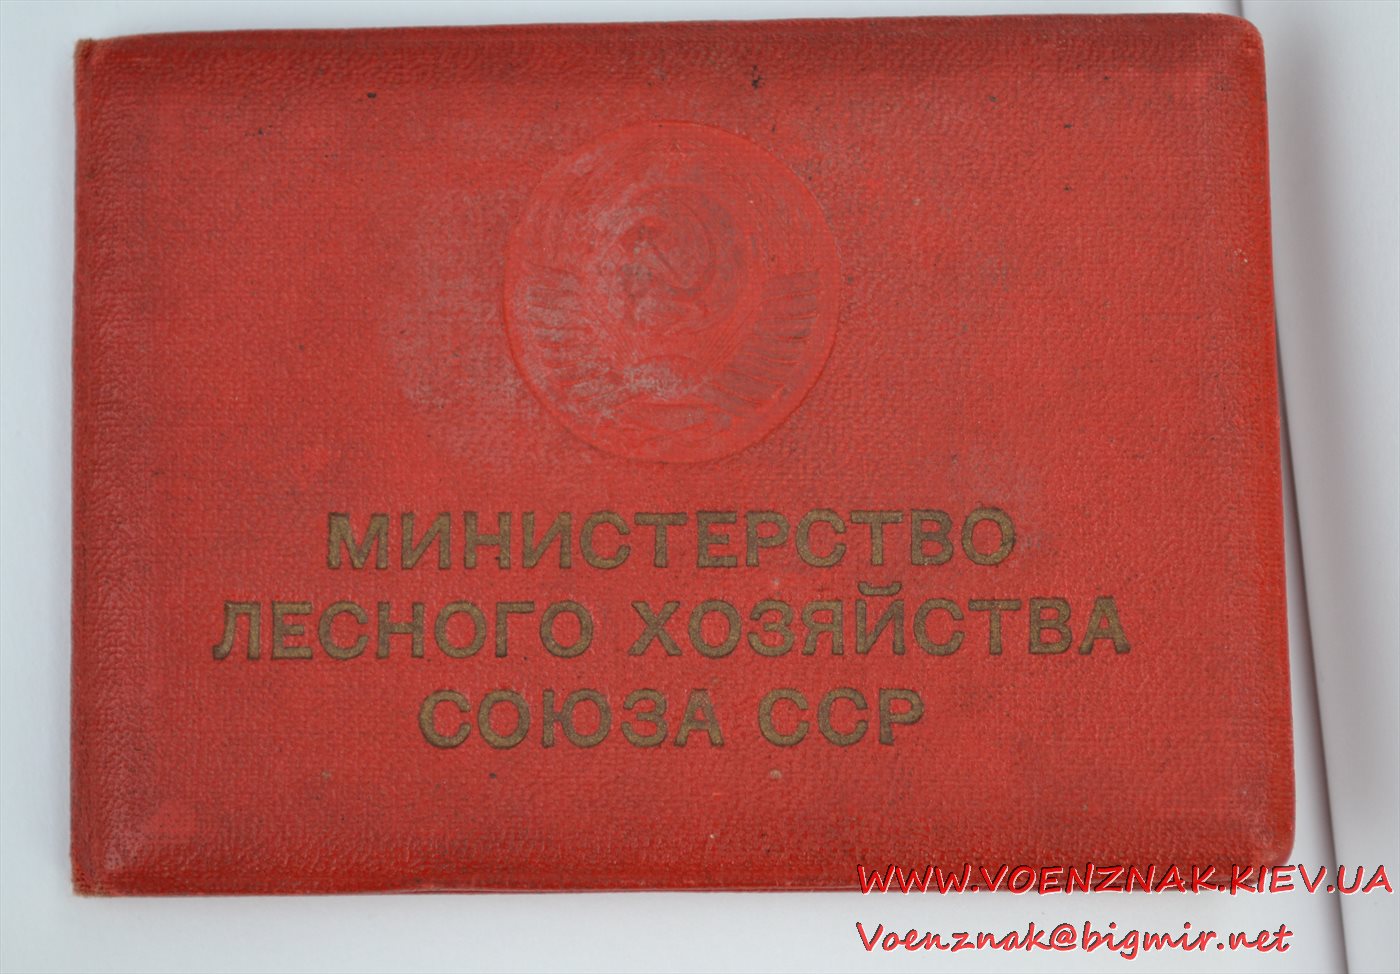 МИНИСТЕРСТВО
ЛЕСНОГО ХОЗЯЙСТВА
СОЮЗА ССР
WWW.VOENZNAK.KIEV.UA
Voenznak@bigmir.net